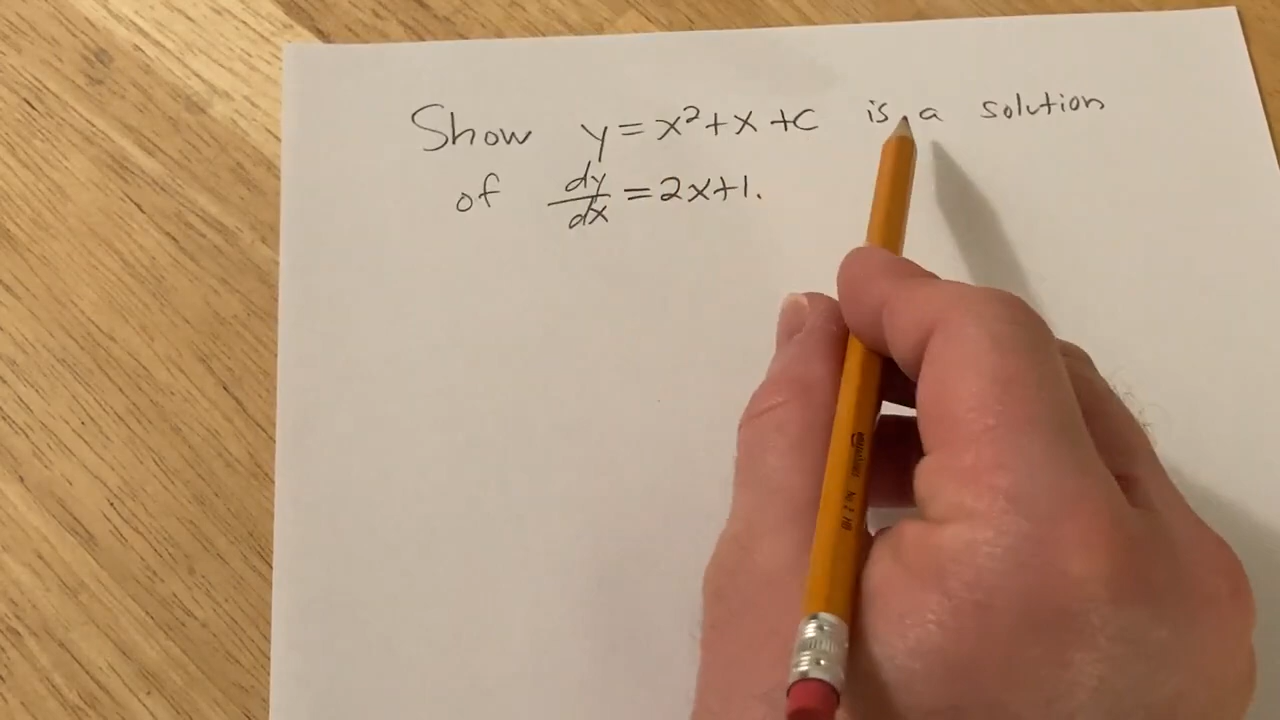 Show y = x² + x + c is a solution
of dy/dx = 2x+1.